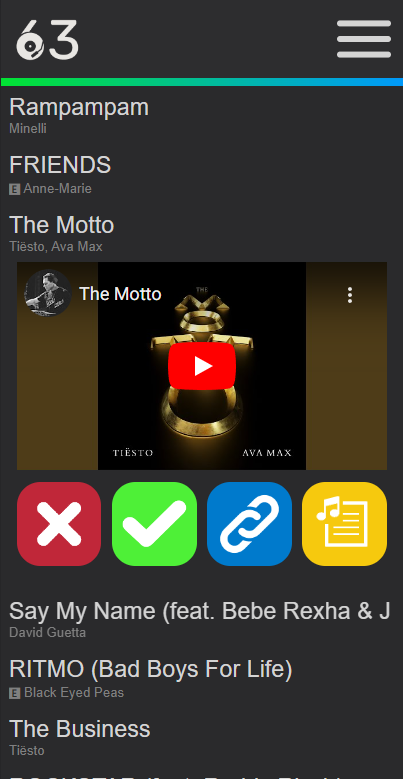 63
Rampampam
Minelli
FRIENDS
E Anne-Marie
The Motto
Tiësto, Ava Max
The Motto
THE
TIËSTO
AVA MAX
Say My Name (feat. Bebe Rexha & J
David Guetta
RITMO (Bad Boys For Life)
E Black Eyed Peas
The Business
Tiësto